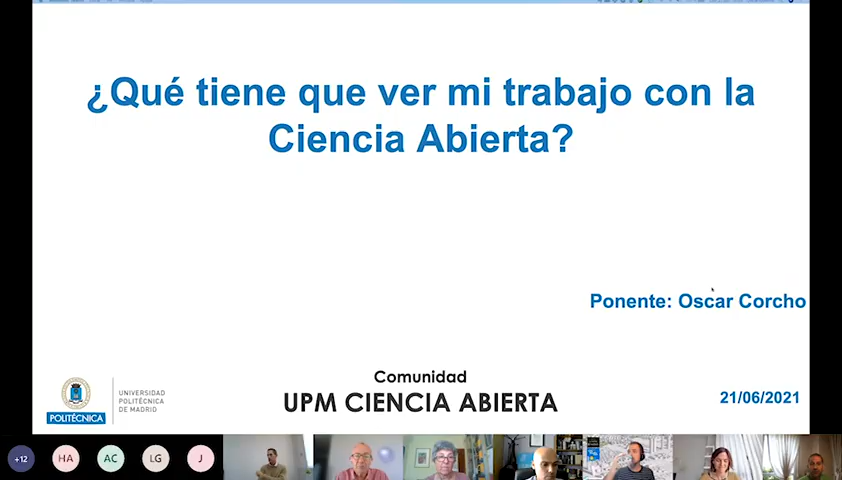 ¿Qué tiene que ver mi trabajo con la
Ciencia Abierta?
Ponente: Oscar Corcho
Comunidad
UPM CIENCIA ABIERTA
21/06/2021
POLITÉCNICA
UNIVERSIDAD
POLITÉCNICA
DE MADRID
+12
HA
AC
LG
J